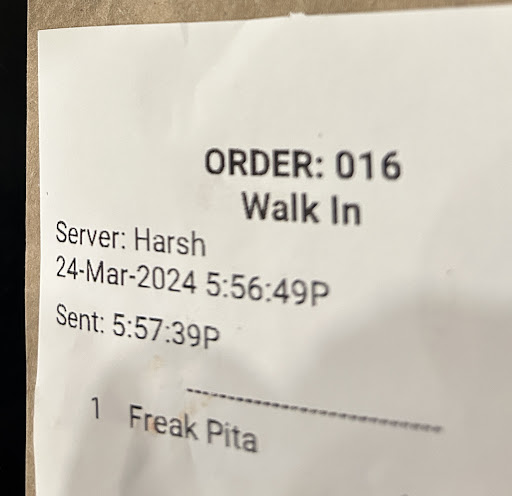 ORDER: 016
Walk In
Server: Harsh
24-Mar-2024 5:56:49P
Sent: 5:57:39P
--------------------------------
1 Freak Pita